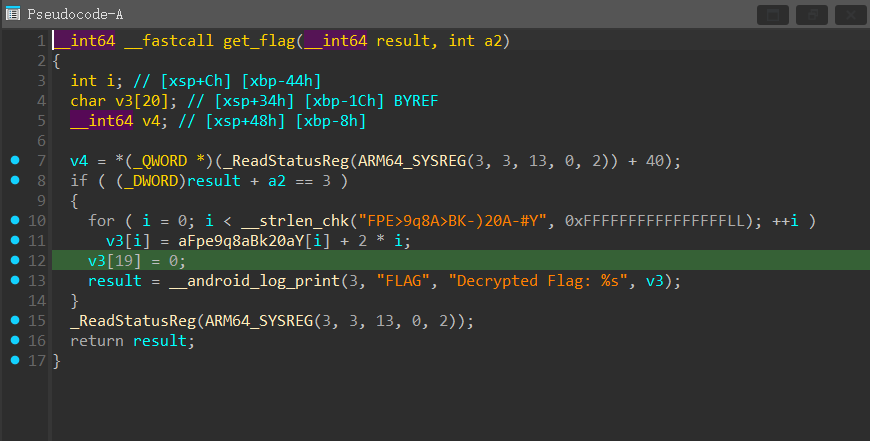 Pseudocode-A
1 __int64 __fastcall get_flag(__int64 result, int a2)
2 {
3   int i; // [xsp+Ch] [xbp-44h]
4   char v3[20]; // [xsp+34h] [xbp-1Ch] BYREF
5   __int64 v4; // [xsp+48h] [xbp-8h]
6
7   v4 = *(_QWORD *)(_ReadStatusReg(ARM64_SYSREG(3, 3, 13, 0, 2)) + 40);
8   if ( (_DWORD)result + a2 == 3 )
9   {
10     for ( i = 0; i < __strlen_chk("FPE>9q8A>BK-)20A-#Y", 0xFFFFFFFFFFFFFFFFLL); ++i )
11       v3[i] = aFpe9q8aBk20aY[i] + 2 * i;
12     v3[19] = 0;
13     result = __android_log_print(3, "FLAG", "Decrypted Flag: %s", v3);
14   }
15   _ReadStatusReg(ARM64_SYSREG(3, 3, 13, 0, 2));
16   return result;
17 }